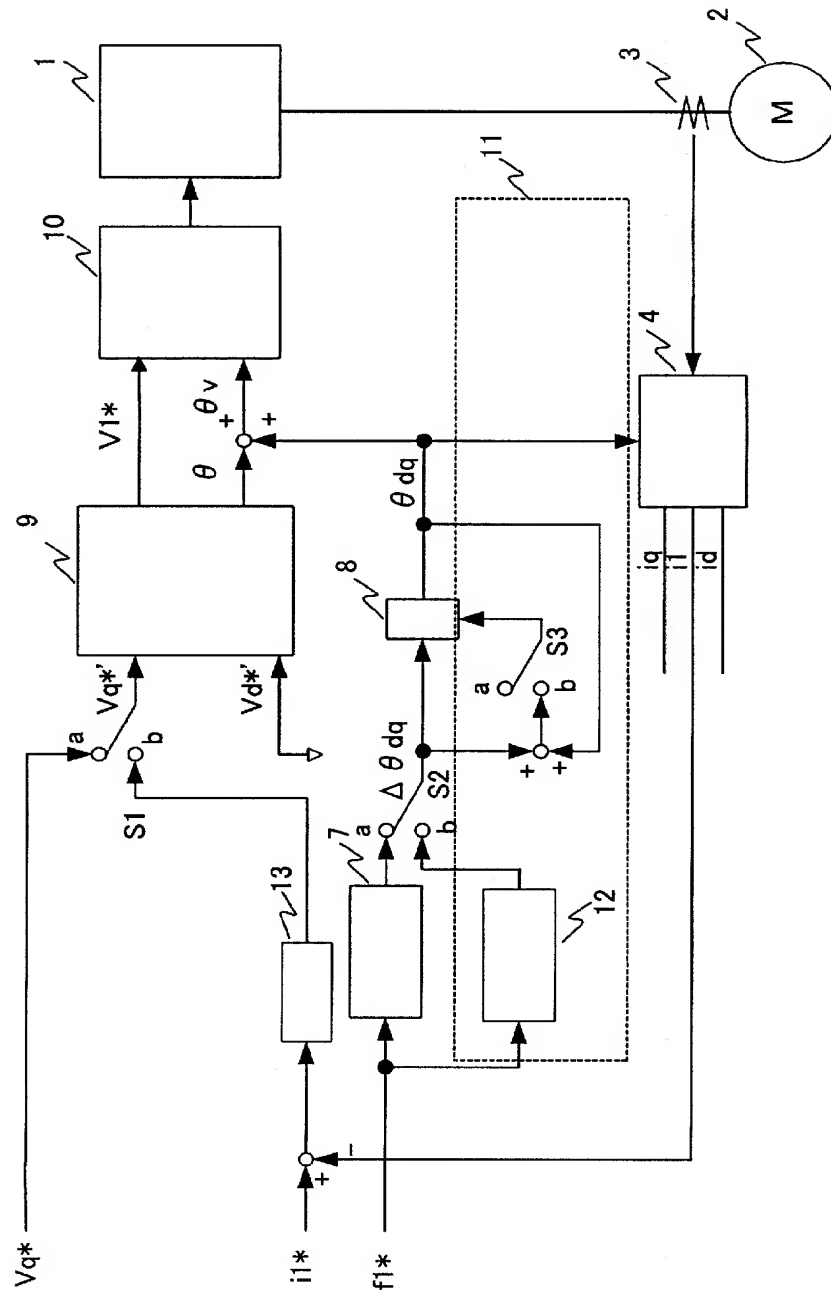 1
2
3
M
10
11
V1*
θv
+
+
θ
4
9
θdq
8
iq
i1
id
Vq*'
Vd*'
a
b
S1
S3
a
b
Δθdq
S2
+
+
a
b
7
13
12
+
−
Vq*
i1*
f1*